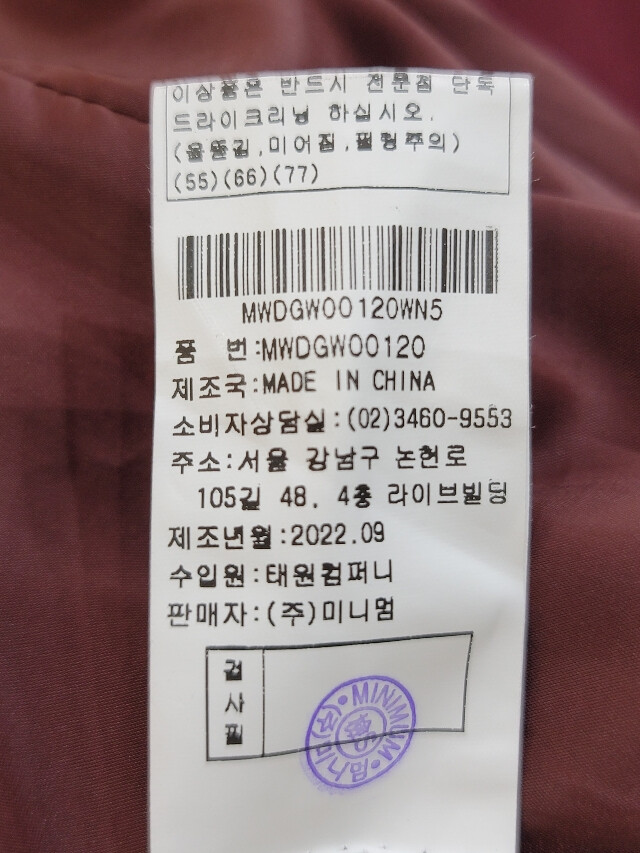 이상품은 반드시 전문점 단독
드라이크리닝 하십시오.
(올뜯김,미어짐,필링주의)
(55)(66)(77)
MWDGW00120WN5
품 번:MWDGW00120
제조국:MADE IN CHINA
소비자상담실:(02)3460-9553
주소:서울 강남구 논현로
105길 48, 4층 라이브빌딩
제조년월:2022.09
수입원:태원컴퍼니
판매자:(주)미니멈
검
사
필
MINIMUM
(주)미니멈